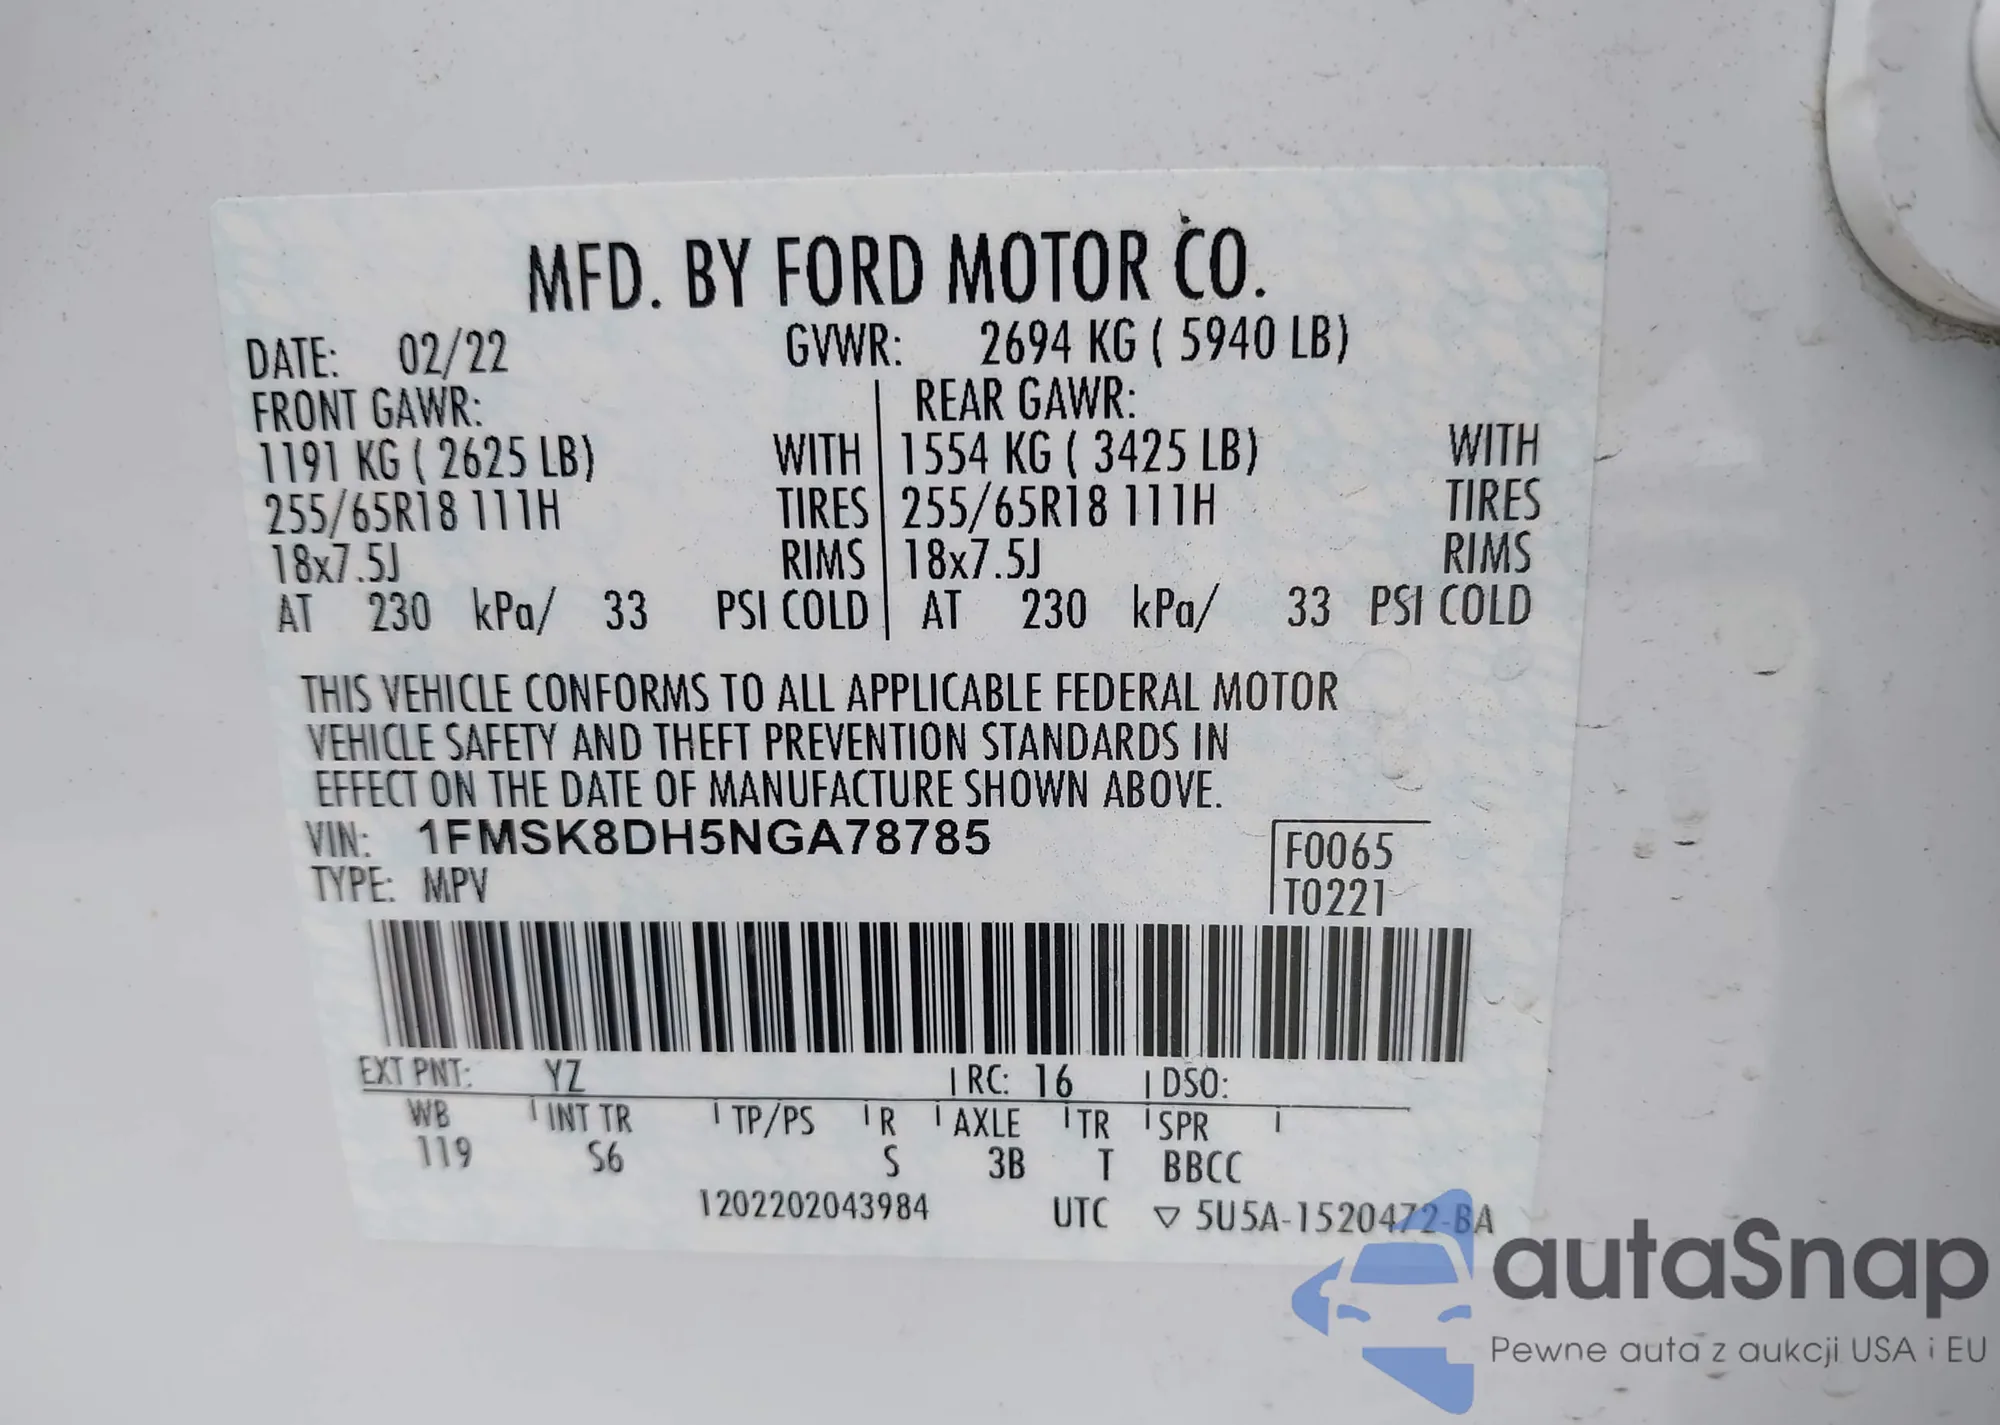 MFD. BY FORD MOTOR CO.
DATE: 02/22 GVWR: 2694 KG ( 5940 LB)
FRONT GAWR: REAR GAWR:
1191 KG ( 2625 LB) WITH 1554 KG ( 3425 LB) WITH
255/65R18 111H TIRES 255/65R18 111H TIRES
18x7.5J RIMS 18x7.5J RIMS
AT 230 kPa/ 33 PSI COLD AT 230 kPa/ 33 PSI COLD
THIS VEHICLE CONFORMS TO ALL APPLICABLE FEDERAL MOTOR
VEHICLE SAFETY AND THEFT PREVENTION STANDARDS IN
EFFECT ON THE DATE OF MANUFACTURE SHOWN ABOVE.
VIN: 1FMSK8DH5NGA78785 F0065
TYPE: MPV T0221
EXT PNT: YZ RC: 16 DSO:
WB INT TR TP/PS R AXLE TR SPR
119 S6 S 3B T BBCC
1202202043984 UTC ▽ 5U5A-1520472-BA
autaSnap
Pewne auta z aukcji USA i EU